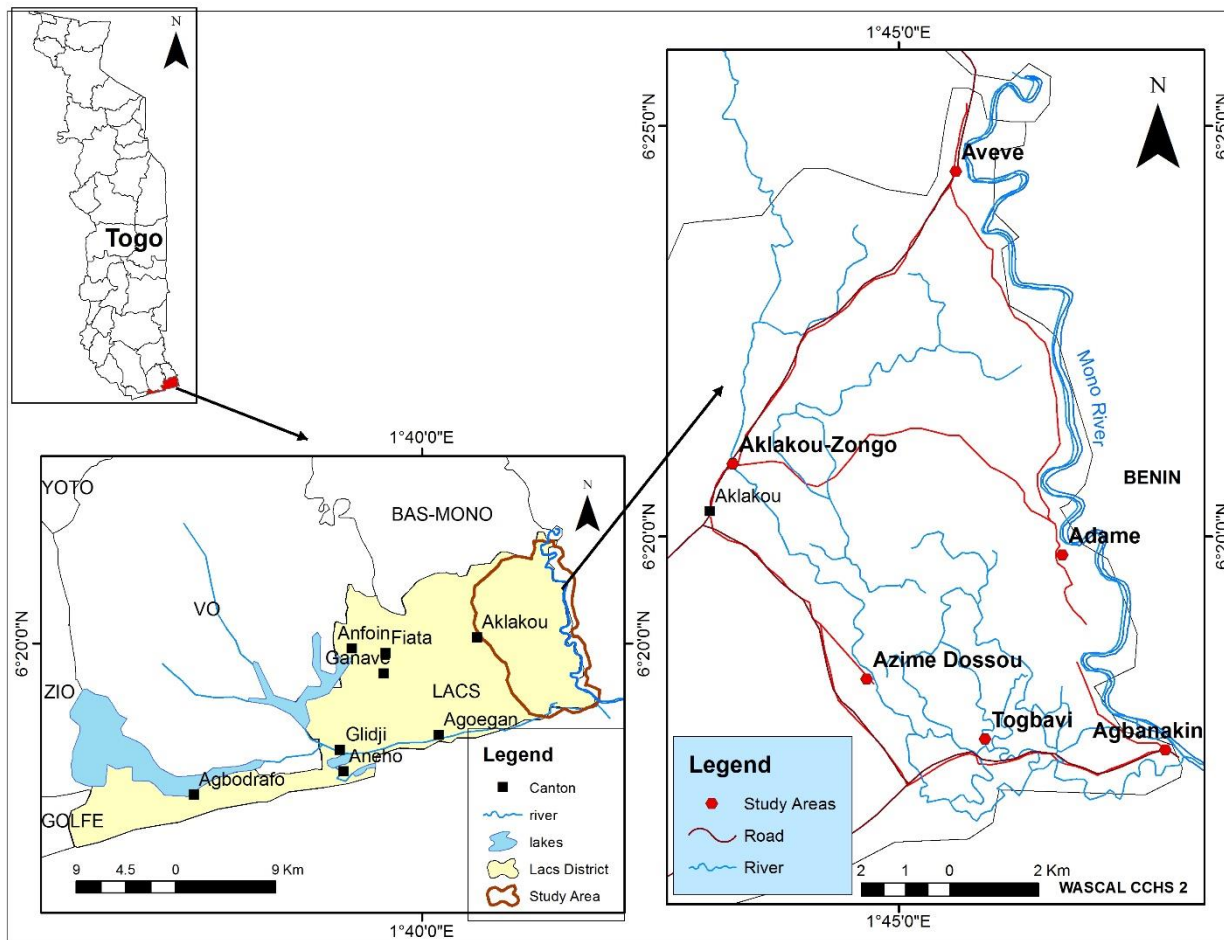 N
Togo
1°40'0"E
YOTO
BAS-MONO
N
VO
Anfoin
Fiata
Ganave
Aklakou
6°20'0"N
6°20'0"N
ZIO
LACS
Glidji
Agoegan
Aneho
Agbodrafo
GOLFE
9 4.5 0 9 Km
Legend
Canton
river
lakes
Lacs District
Study Area
1°40'0"E
1°45'0"E
N
6°25'0"N
6°25'0"N
Aveve
Mono River
Aklakou-Zongo
BENIN
Aklakou
6°20'0"N
6°20'0"N
Adame
Azime Dossou
Togbavi
Agbanakin
Legend
Study Areas
Road
River
2 1 0 2 Km
WASCAL CCHS 2
1°45'0"E